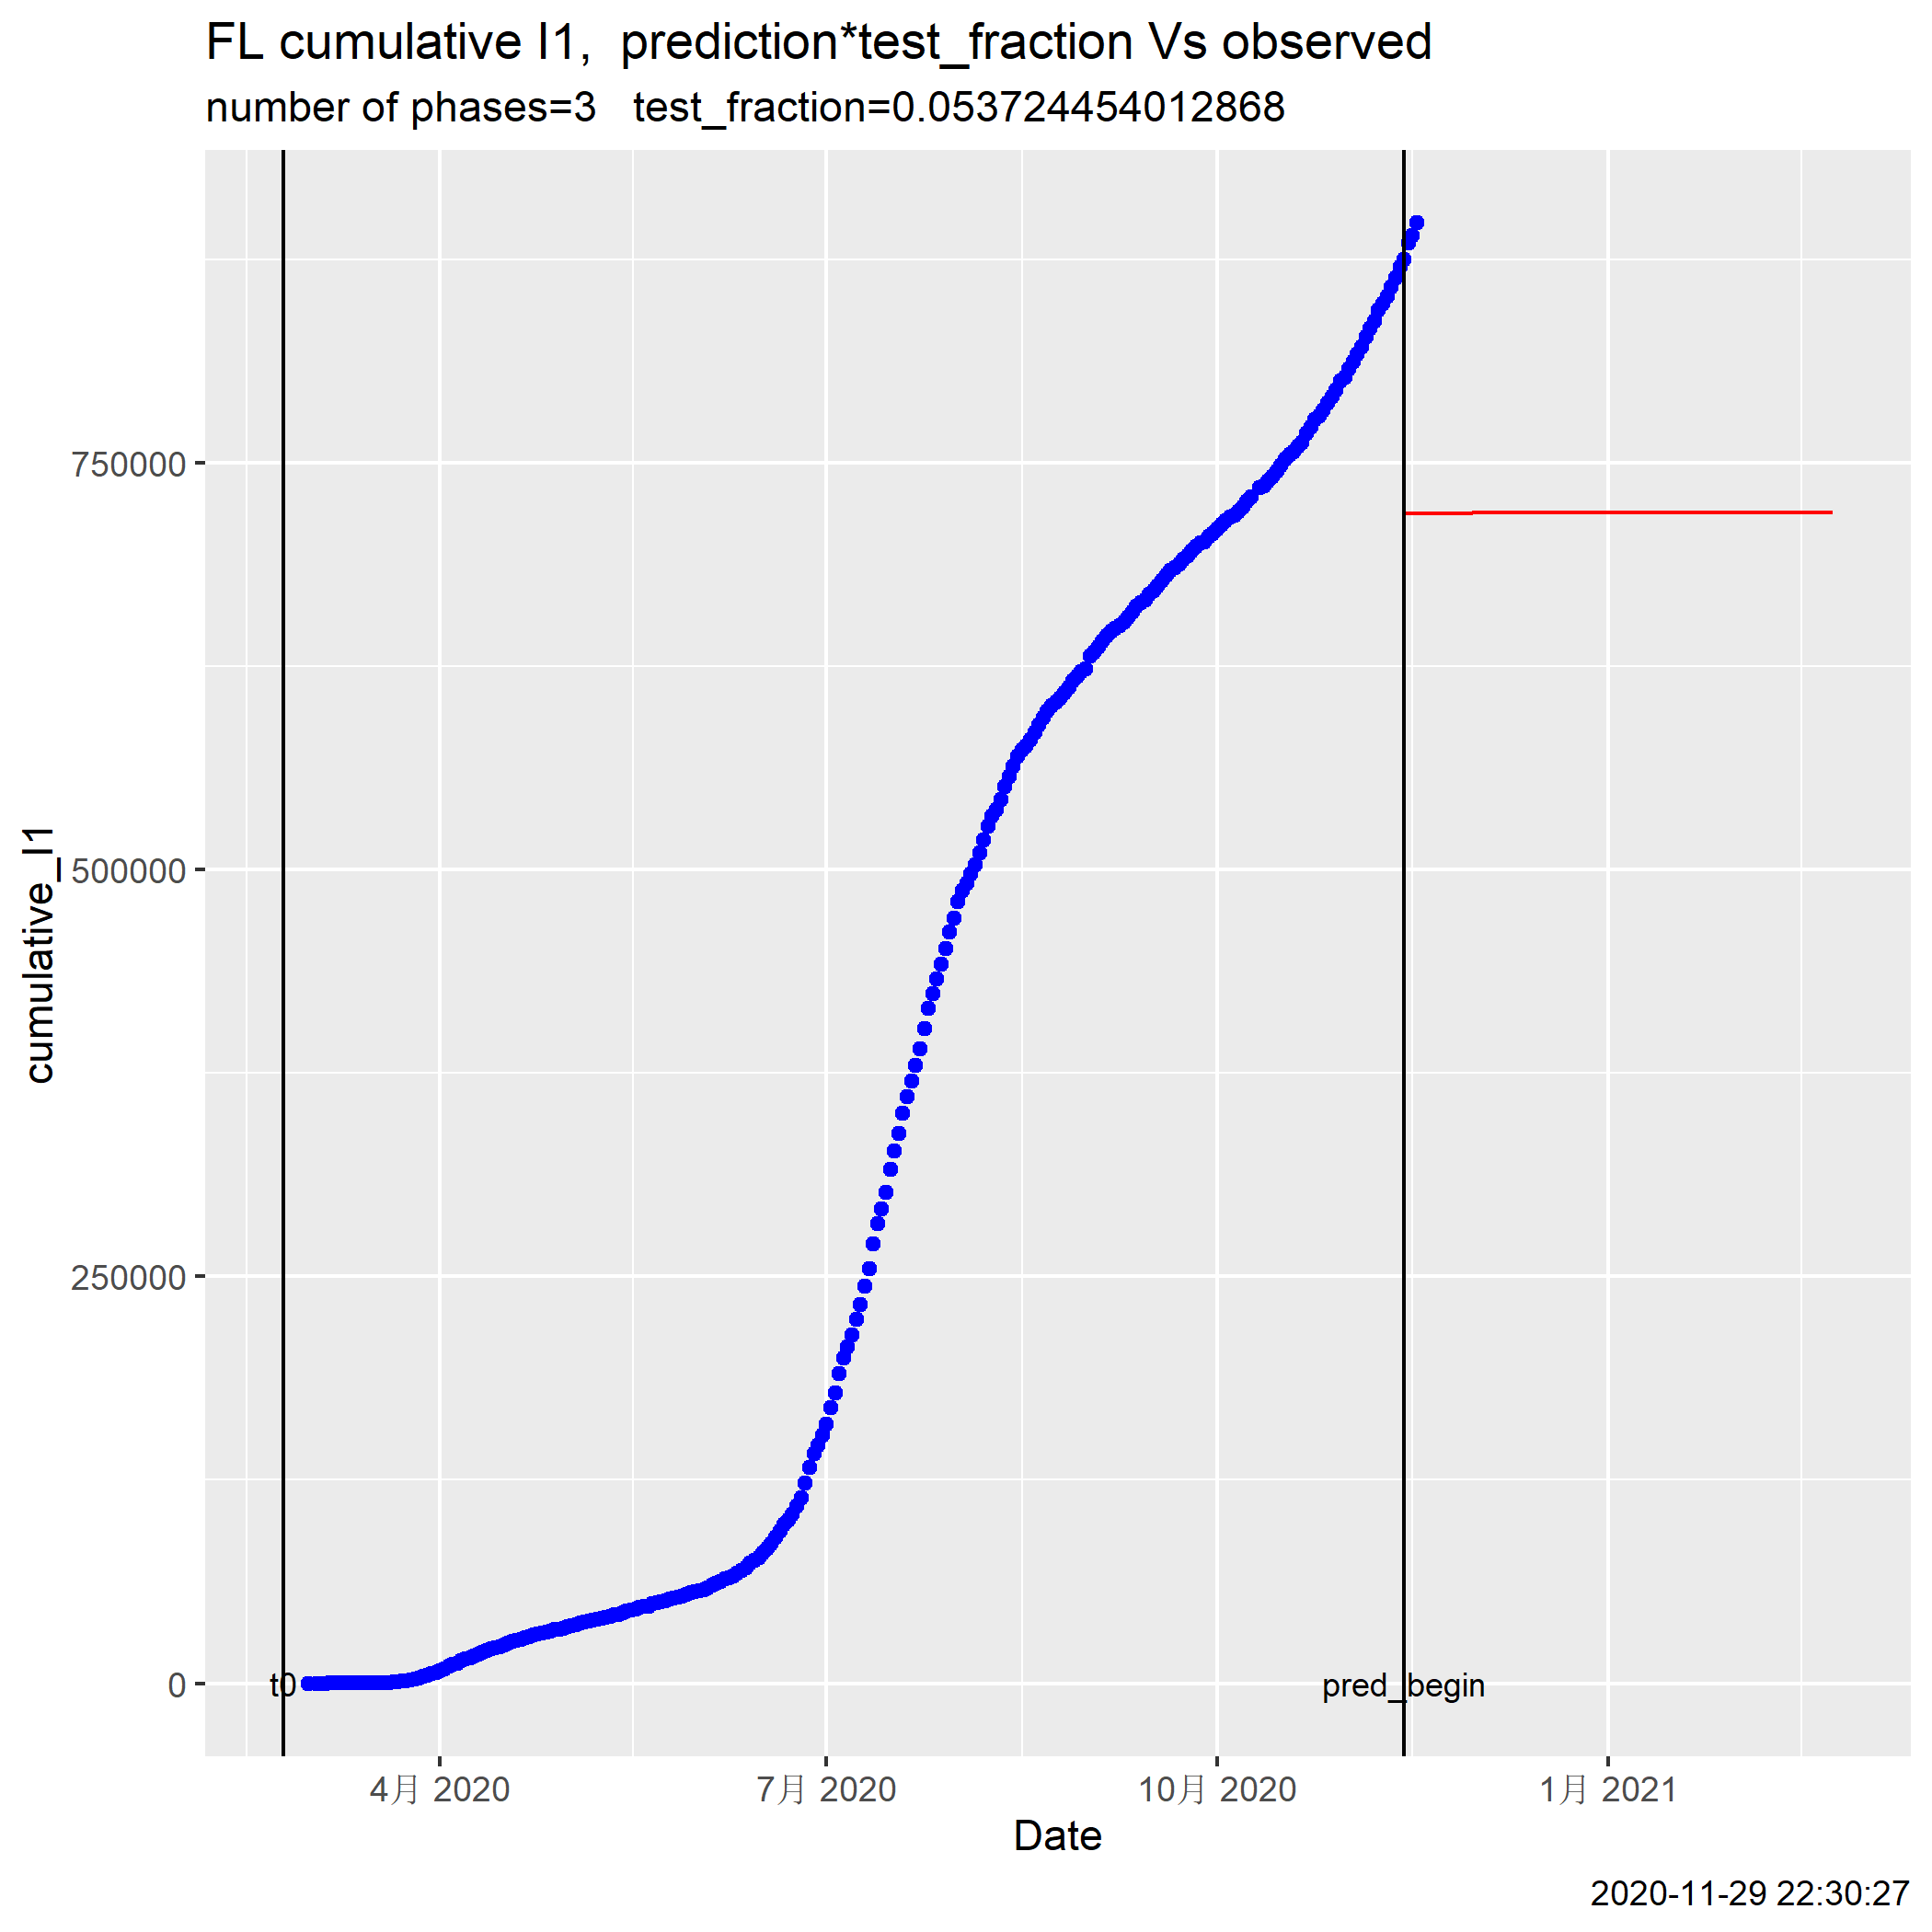 FL cumulative I1,  prediction*test_fraction Vs observed
number of phases=3   test_fraction=0.053724454012868
cumulative_I1
750000
500000
250000
0
t0
pred_begin
4月 2020
7月 2020
10月 2020
1月 2021
Date
2020-11-29 22:30:27